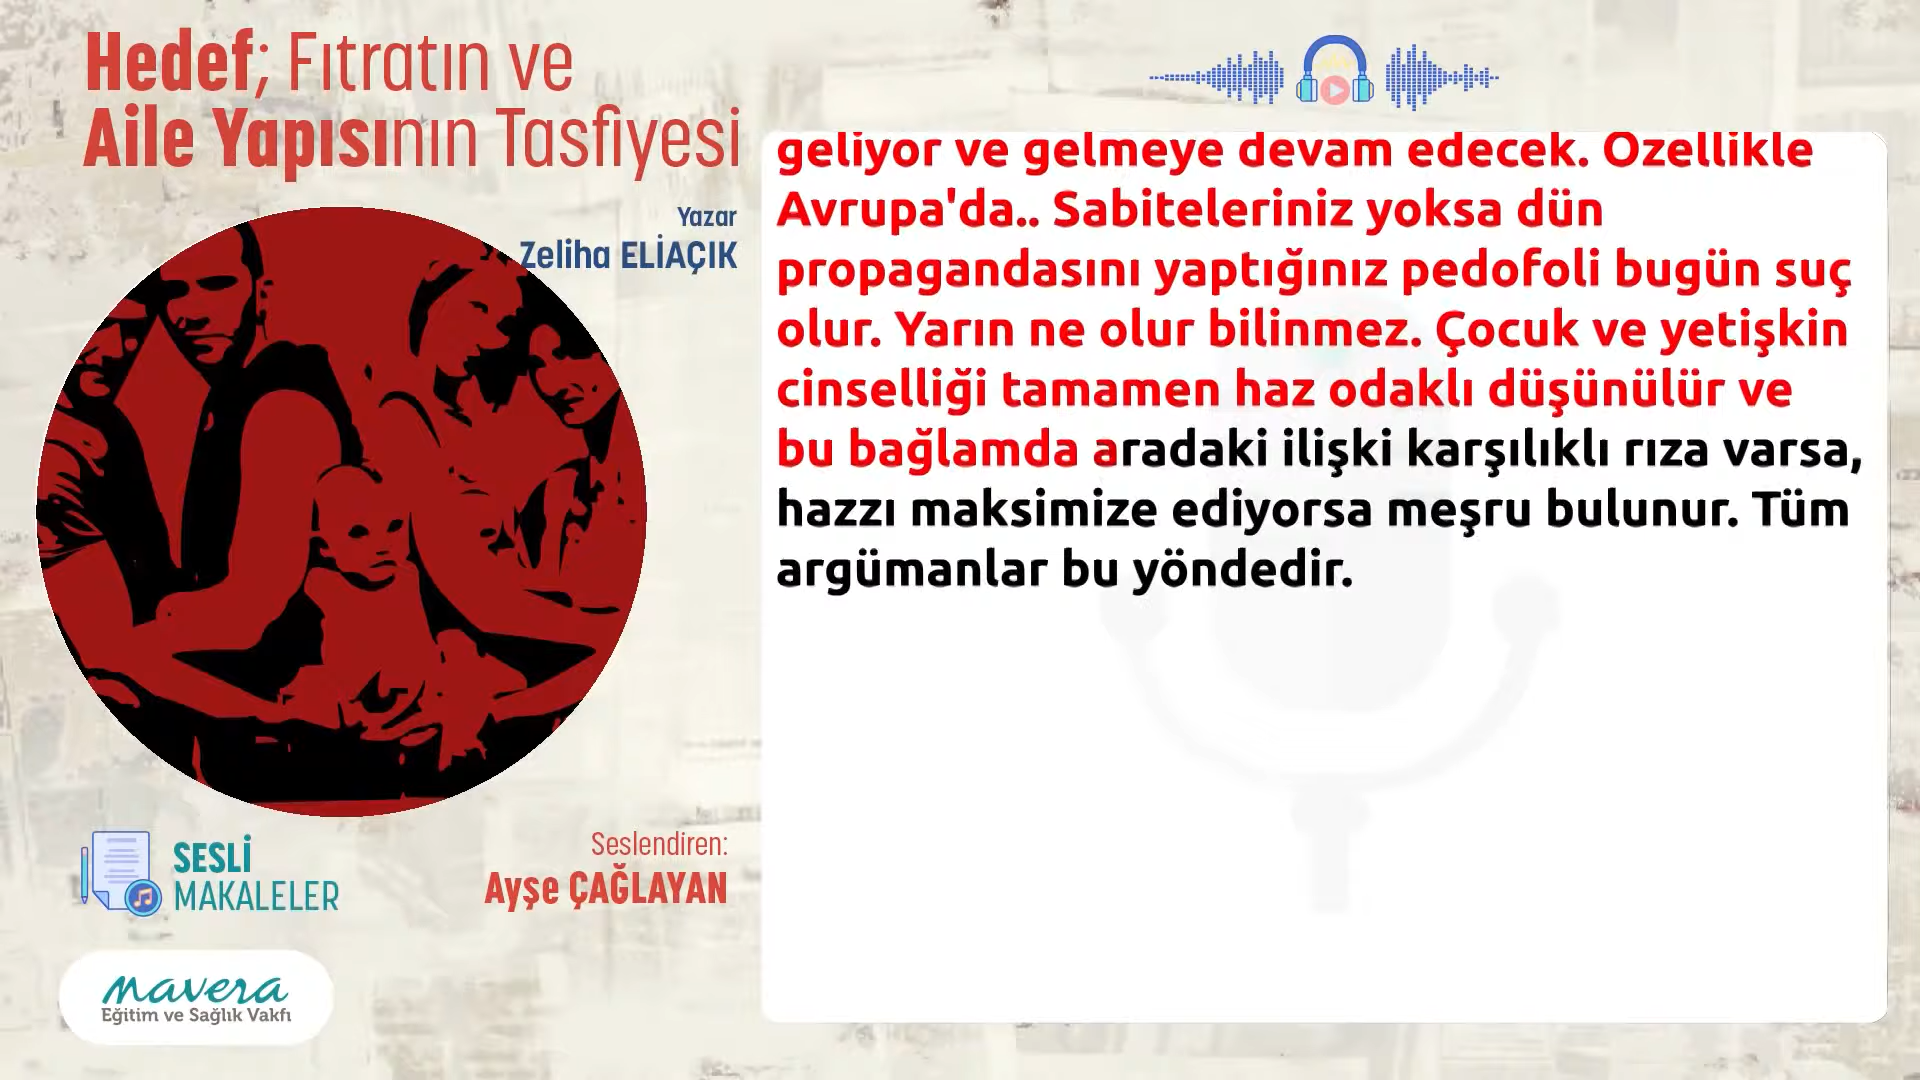 Hedef; Fıtratın ve
Aile Yapısının Tasfiyesi
Yazar
Zeliha ELİAÇIK
geliyor ve gelmeye devam edecek. Özellikle
Avrupa'da.. Sabiteleriniz yoksa dün
propagandasını yaptığınız pedofoli bugün suç
olur. Yarın ne olur bilinmez. Çocuk ve yetişkin
cinselliği tamamen haz odaklı düşünülür ve
bu bağlamda aradaki ilişki karşılıklı rıza varsa,
hazzı maksimize ediyorsa meşru bulunur. Tüm
argümanlar bu yöndedir.
SESLİ
MAKALELER
Seslendiren:
Ayşe ÇAĞLAYAN
Mavera
Eğitim ve Sağlık Vakfı